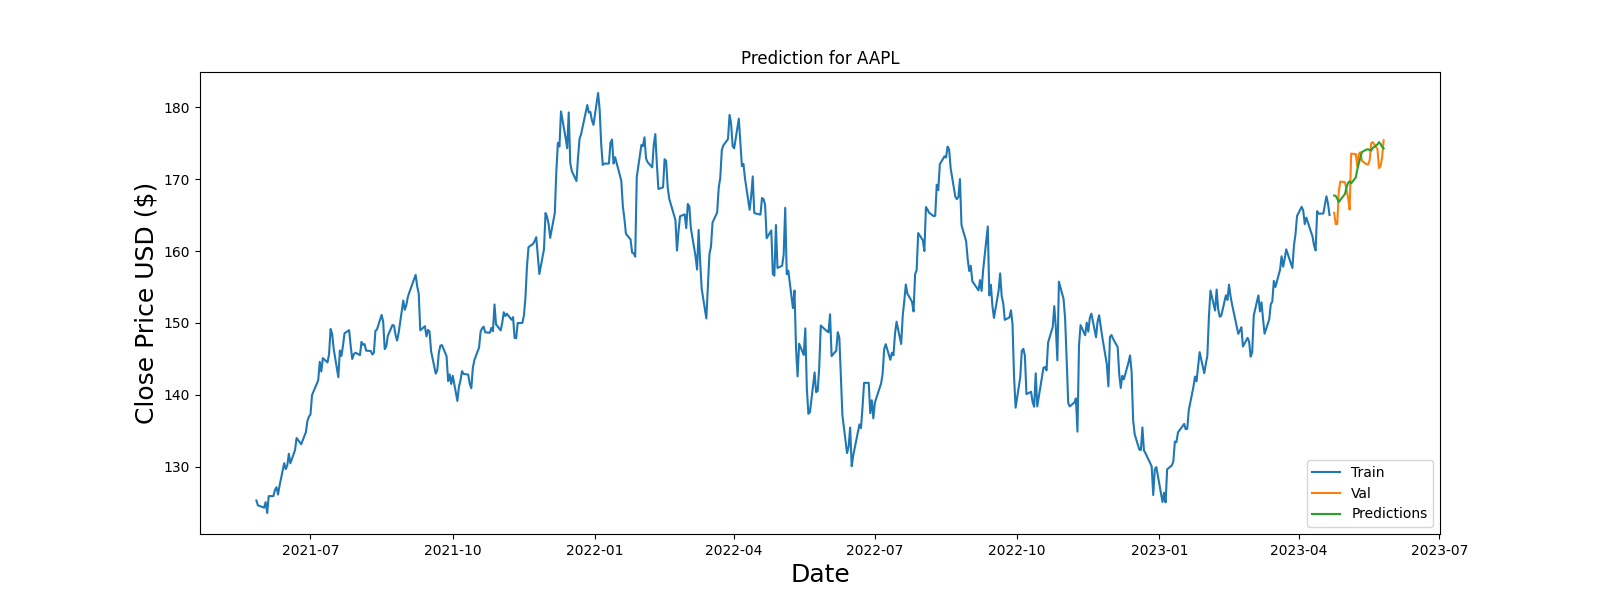 Prediction for AAPL
Close Price USD ($)
180
170
160
150
140
130
2021-07 2021-10 2022-01 2022-04 2022-07 2022-10 2023-01 2023-04 2023-07
Date
Train
Val
Predictions